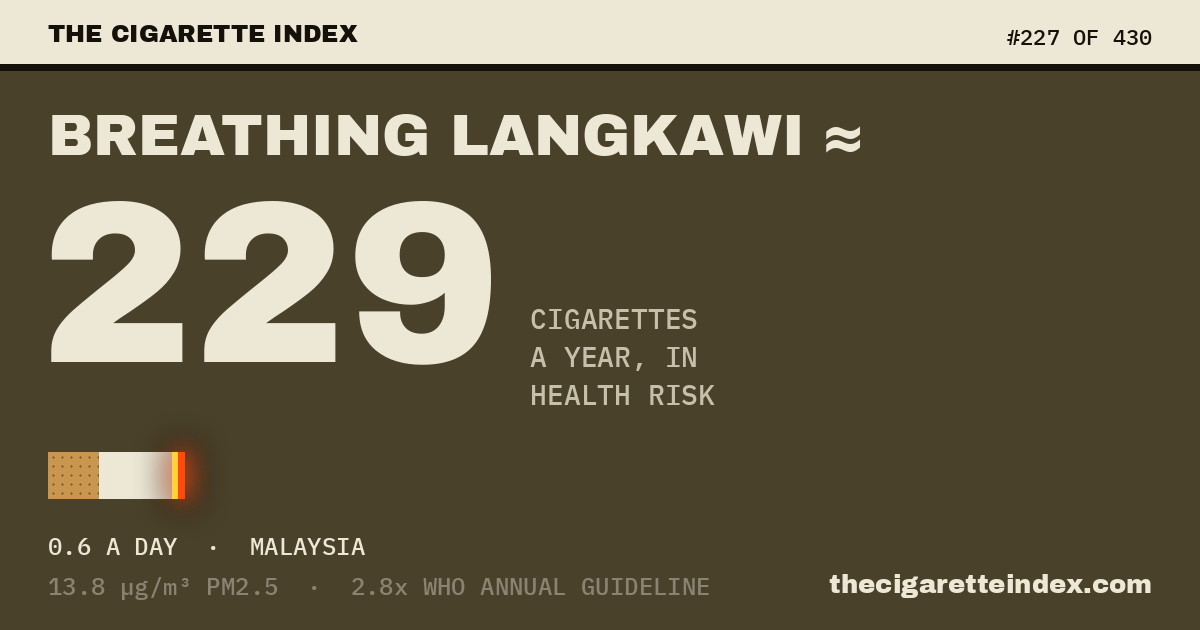 THE CIGARETTE INDEX
#227 OF 430
BREATHING LANGKAWI ≈
229
CIGARETTES
A YEAR, IN
HEALTH RISK
0.6 A DAY · MALAYSIA
13.8 µg/m³ PM2.5 · 2.8x WHO ANNUAL GUIDELINE
thecigaretteindex.com